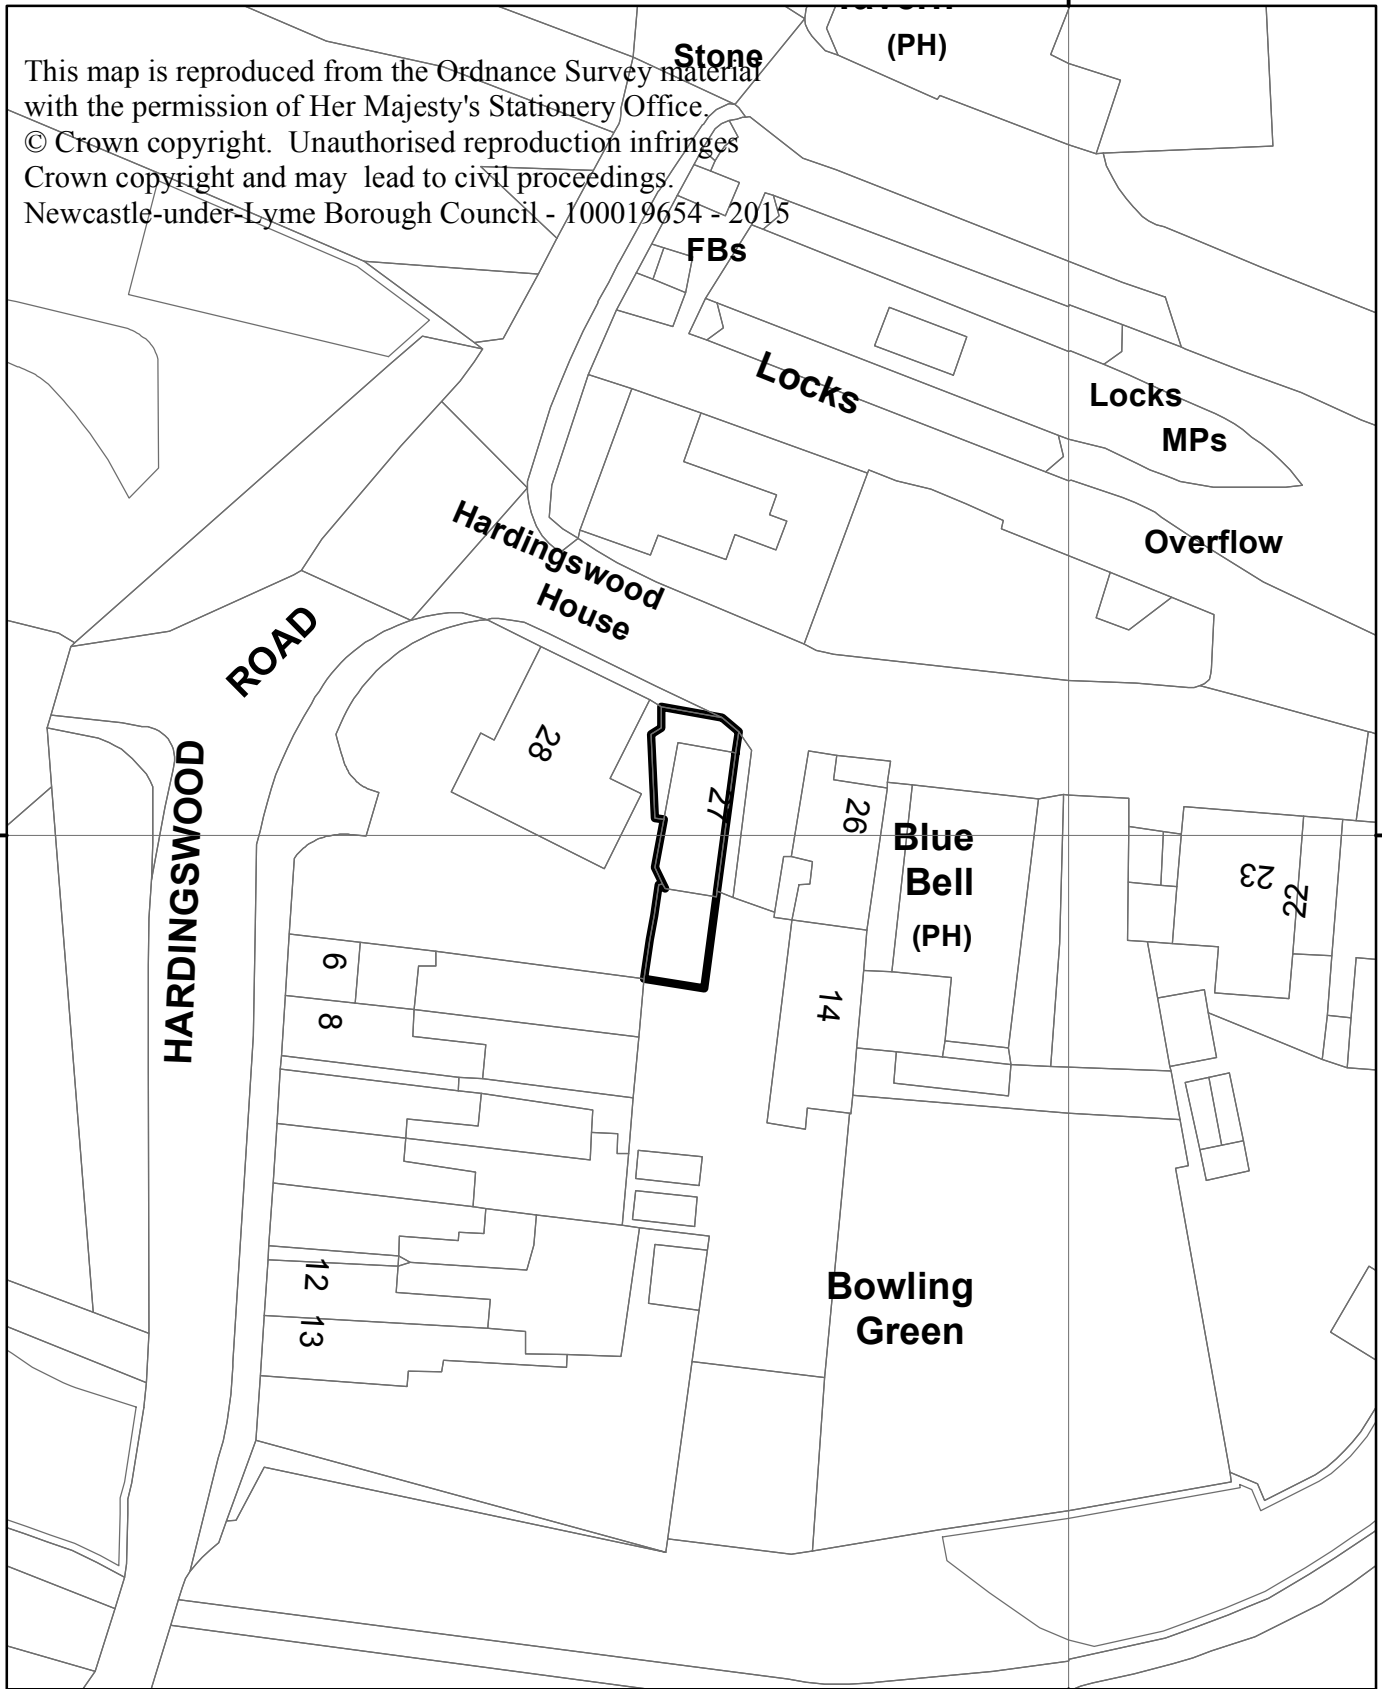 (PH)
Stone
This map is reproduced from the Ordnance Survey material
with the permission of Her Majesty's Stationery Office.
© Crown copyright. Unauthorised reproduction infringes
Crown copyright and may lead to civil proceedings.
Newcastle-under-Lyme Borough Council - 100019654 - 2015
FBs
Locks
Locks
MPs
Overflow
Hardingswood
House
HARDINGSWOOD ROAD
28
27
26
Blue
Bell
(PH)
23
22
6
8
14
12
13
Bowling
Green